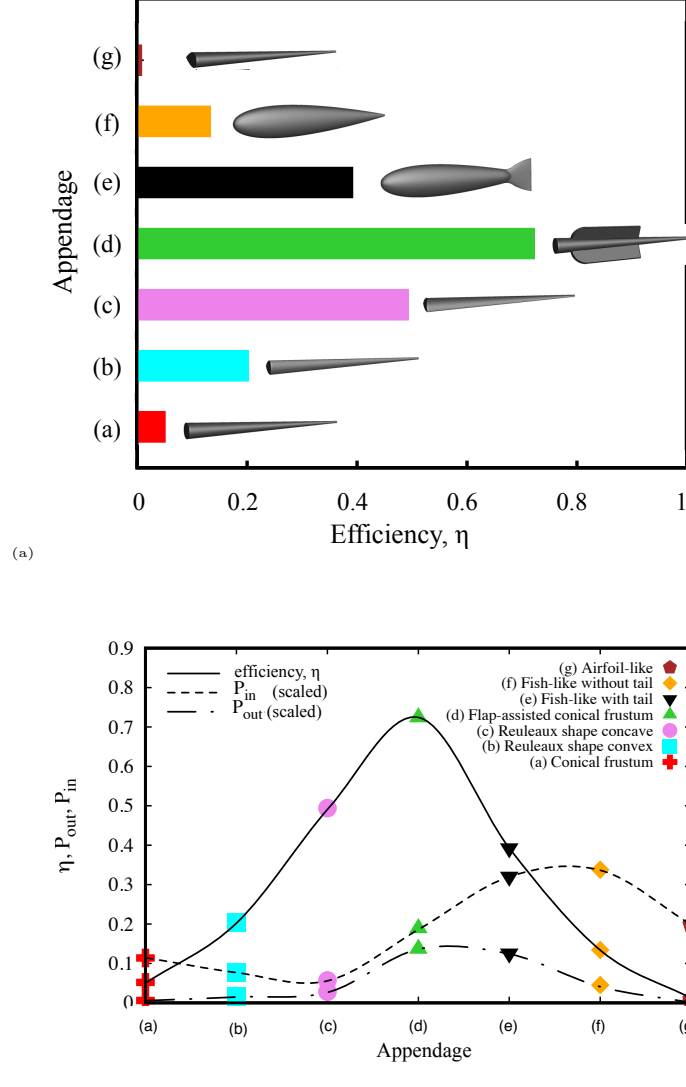 (g)
(f)
(e)
(d)
(c)
(b)
(a)
Appendage
0 0.2 0.4 0.6 0.8 1
Efficiency, η
(a)
0.9
0.8
0.7
0.6
0.5
0.4
0.3
0.2
0.1
0
η, P_out, P_in
efficiency, η
P_in (scaled)
P_out (scaled)
(g) Airfoil-like
(f) Fish-like without tail
(e) Fish-like with tail
(d) Flap-assisted conical frustum
(c) Reuleaux shape concave
(b) Reuleaux shape convex
(a) Conical frustum
(a) (b) (c) (d) (e) (f) (g
Appendage